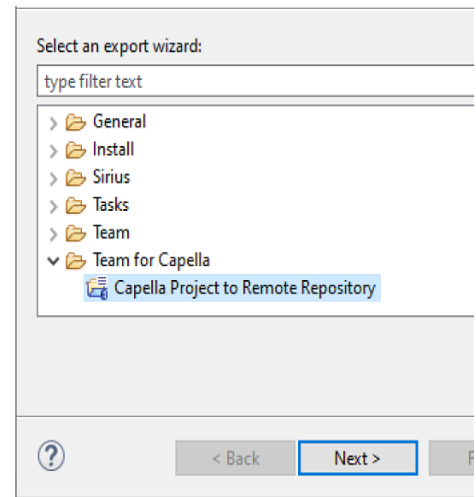 Select an export wizard:
type filter text
General
Install
Sirius
Tasks
Team
Team for Capella
Capella Project to Remote Repository
?
< Back
Next >